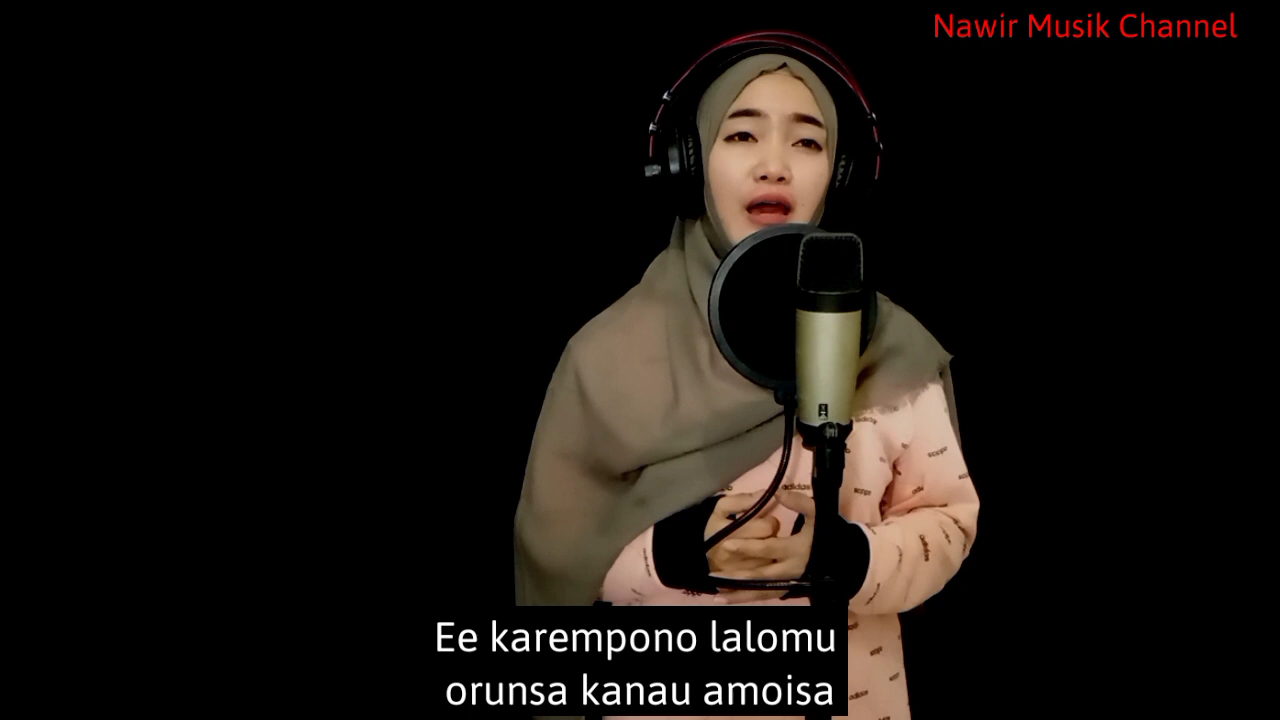 Nawir Musik Channel
Ee karempono lalomu
orunsa kanau amoisa